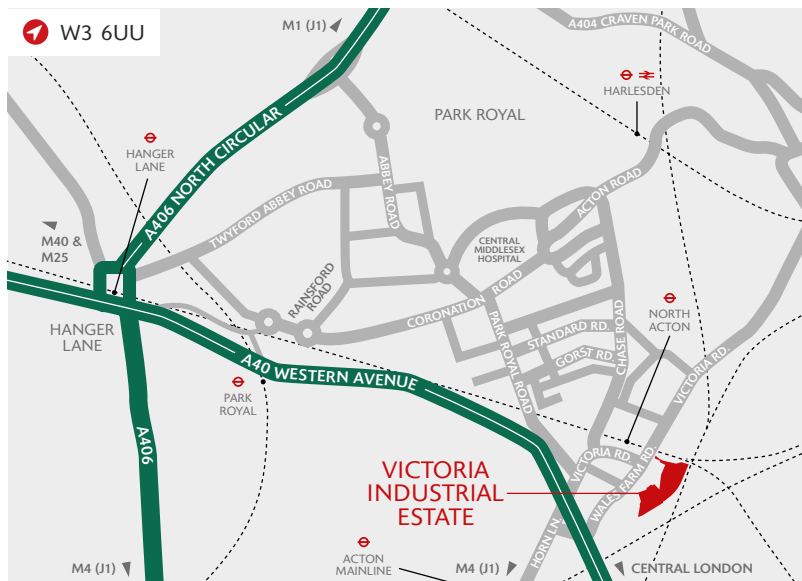 W3 6UU
M1 (J1)
A404 CRAVEN PARK ROAD
HARLESDEN
PARK ROYAL
HANGER
LANE
A406 NORTH CIRCULAR
ABBEY ROAD
ACTON ROAD
TWYFORD ABBEY ROAD
M40 &
M25
CENTRAL
MIDDLESEX
HOSPITAL
RAINSFORD
ROAD
CORONATION ROAD
NORTH
ACTON
HANGER
LANE
STANDARD RD.
CHASE ROAD
GORST RD.
PARK ROYAL ROAD
VICTORIA RD.
A40 WESTERN AVENUE
PARK
ROYAL
A406
VICTORIA RD
WALES FARM RD.
VICTORIA
INDUSTRIAL
ESTATE
HORN LN.
ACTON
MAINLINE
M4 (J1)
M4 (J1)
CENTRAL LONDON